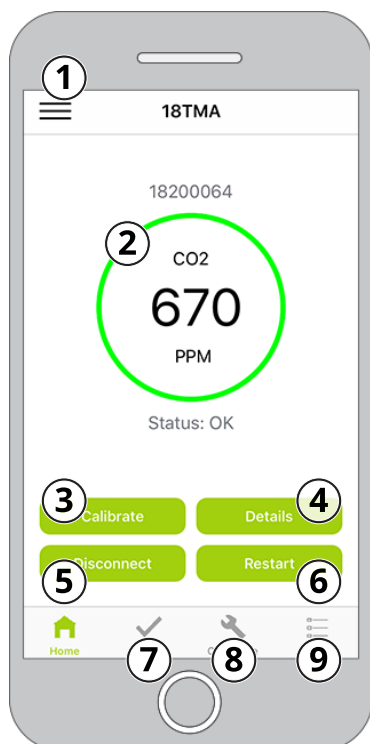 1
18TMA
18200064
2
CO2
670
PPM
Status: OK
3
Calibrate
Details
4
5
Disconnect
Restart
6
Home
7
8
9